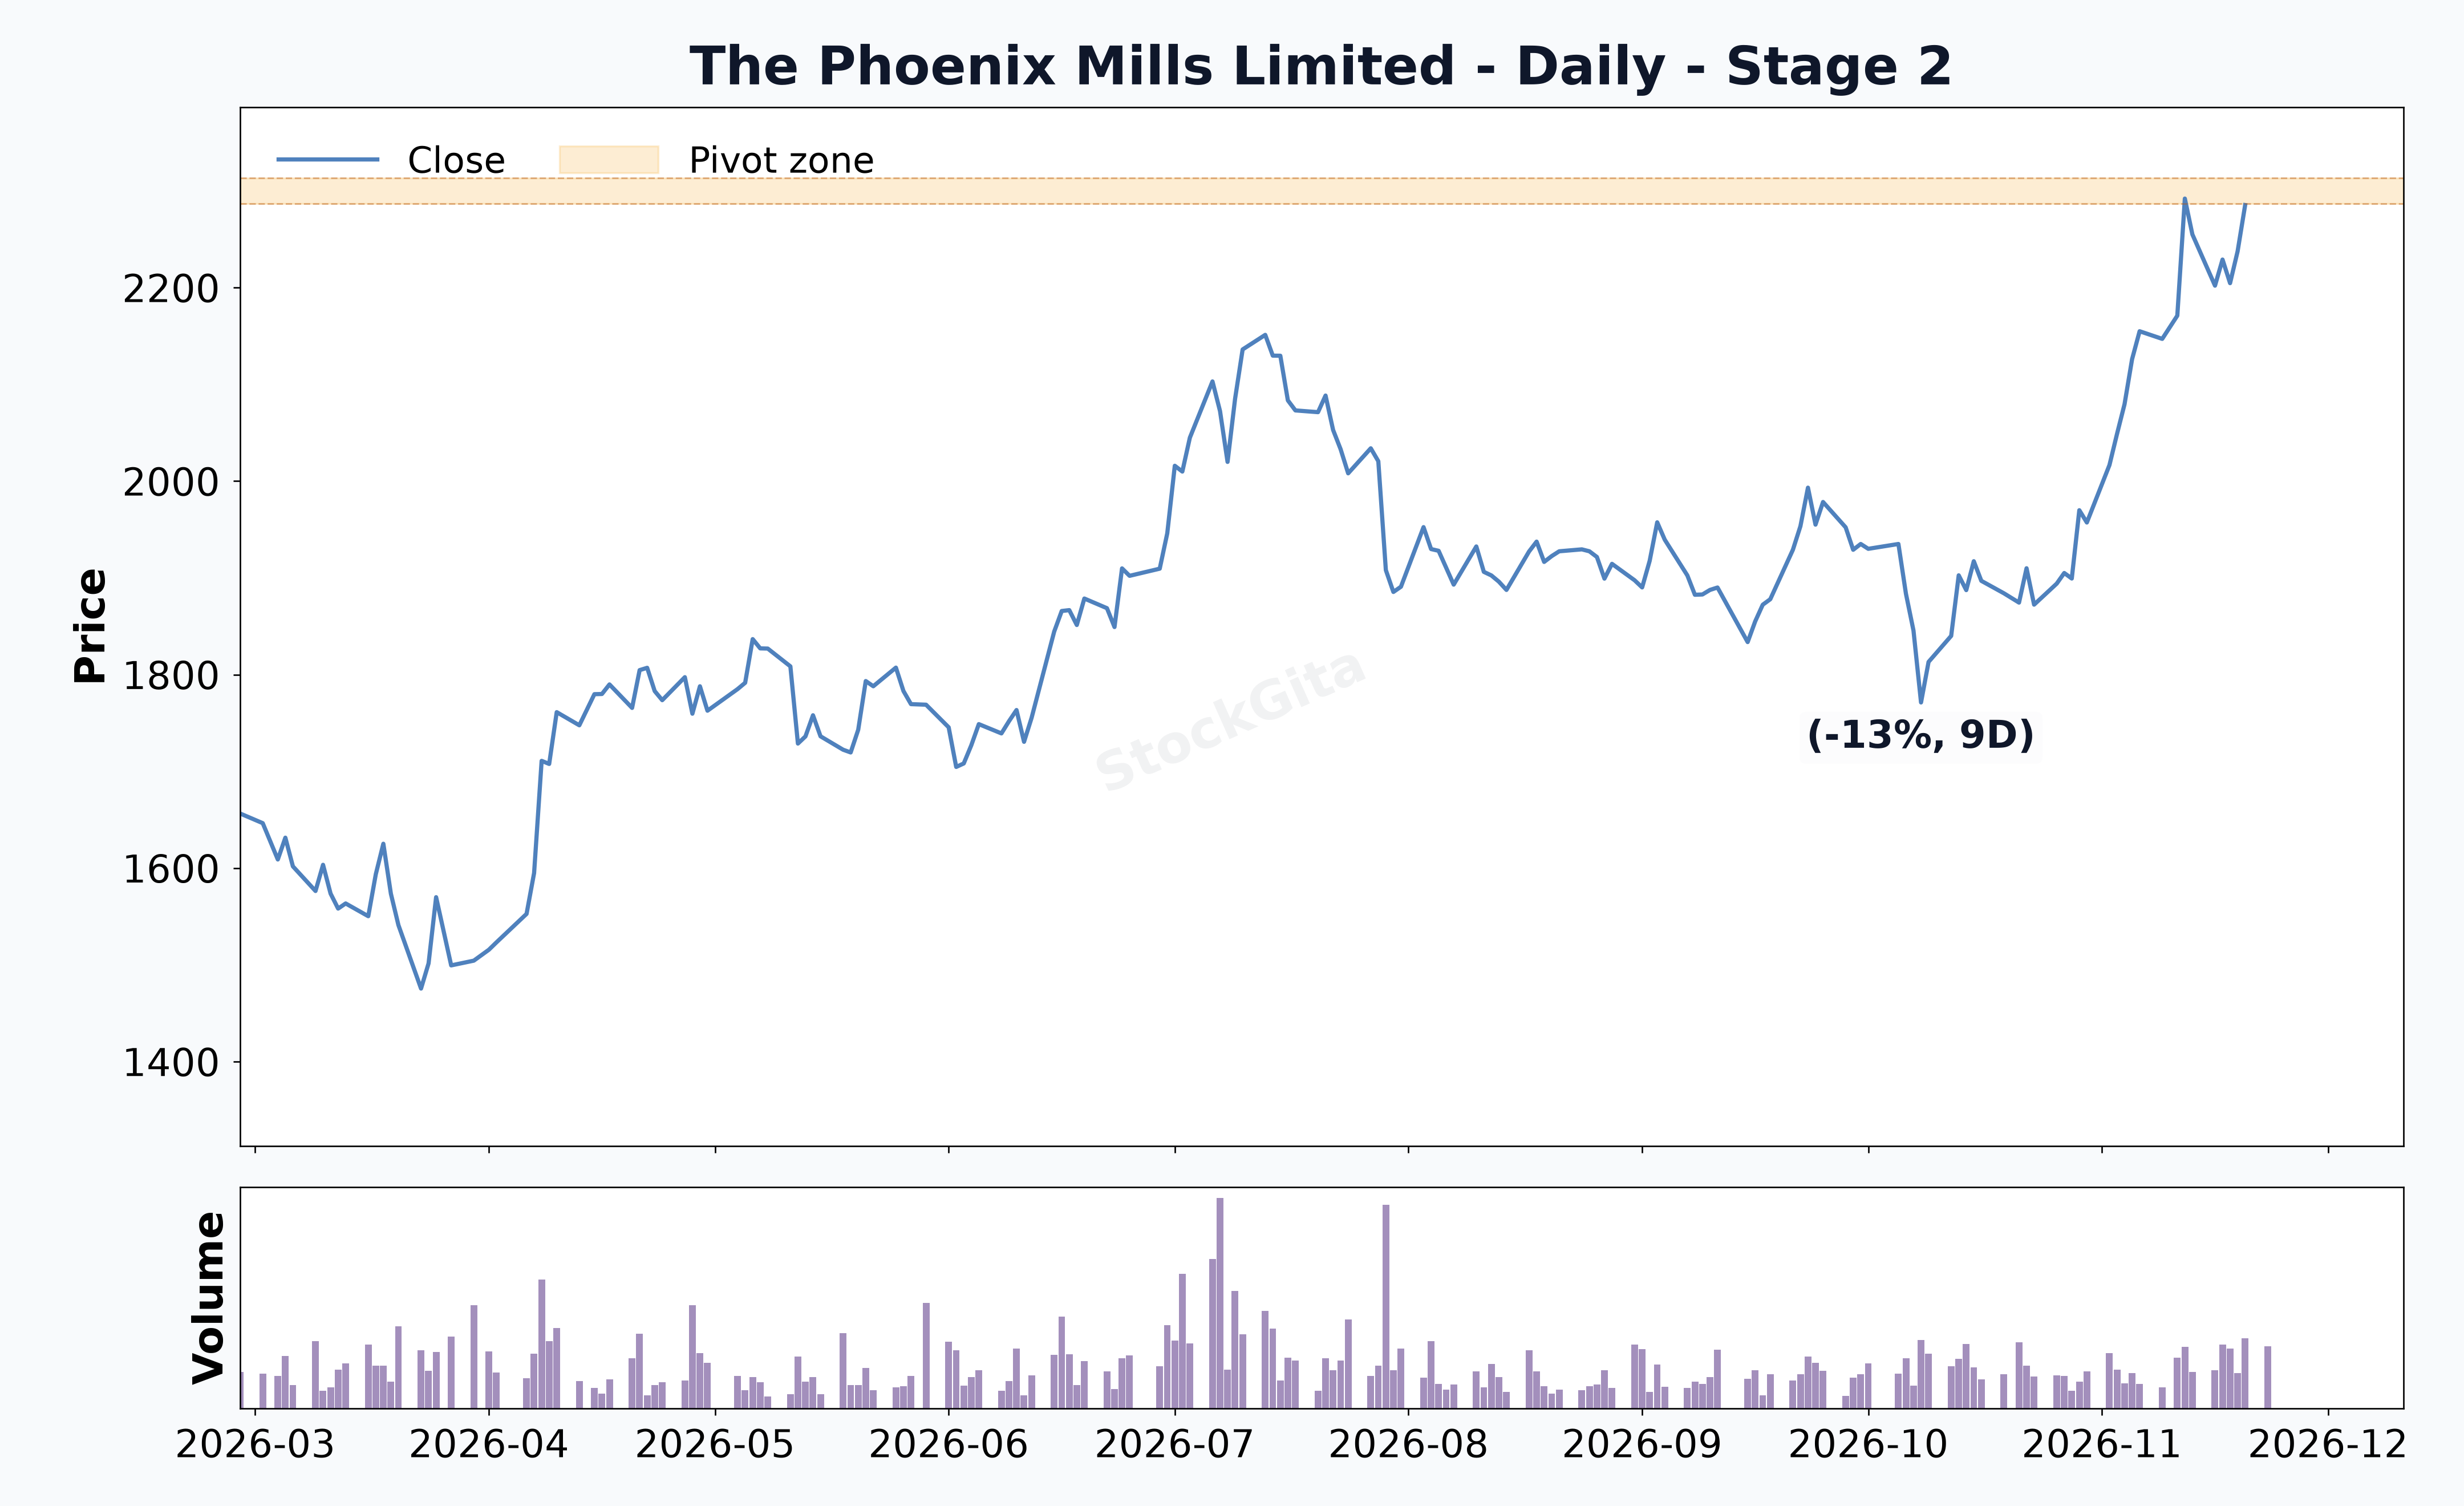 The Phoenix Mills Limited - Daily - Stage 2
Close
Pivot zone
Price
2200
2000
1800
1600
1400
StockGita
(-13%, 9D)
Volume
2026-03
2026-04
2026-05
2026-06
2026-07
2026-08
2026-09
2026-10
2026-11
2026-12